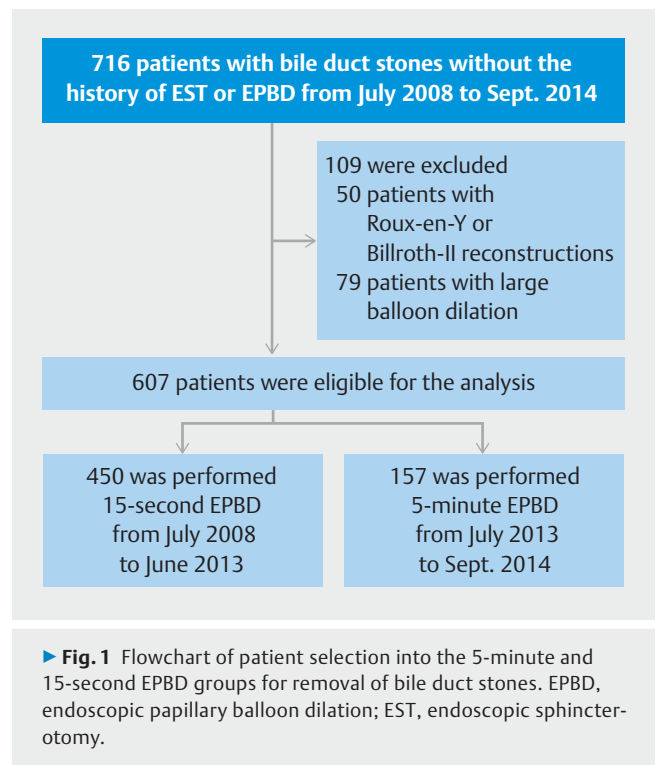 716 patients with bile duct stones without the
history of EST or EPBD from July 2008 to Sept. 2014
109 were excluded
50 patients with
Roux-en-Y or
Billroth-II reconstructions
79 patients with large
balloon dilation
607 patients were eligible for the analysis
450 was performed
15-second EPBD
from July 2008
to June 2013
157 was performed
5-minute EPBD
from July 2013
to Sept. 2014
▶ Fig. 1 Flowchart of patient selection into the 5-minute and
15-second EPBD groups for removal of bile duct stones. EPBD,
endoscopic papillary balloon dilation; EST, endoscopic sphincter-
otomy.